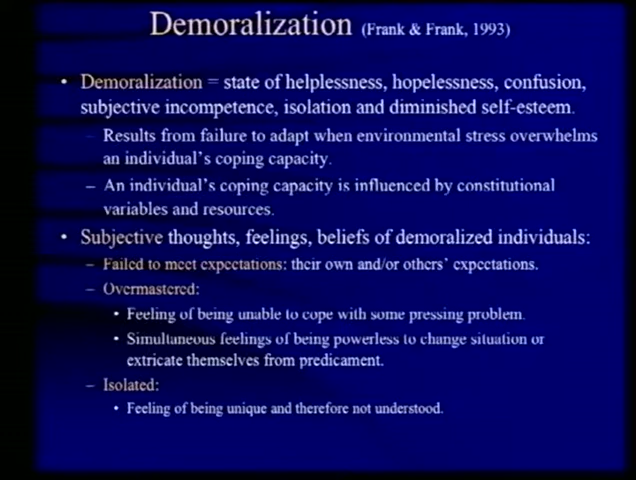 Demoralization (Frank & Frank, 1993)
• Demoralization = state of helplessness, hopelessness, confusion,
subjective incompetence, isolation and diminished self-esteem.
– Results from failure to adapt when environmental stress overwhelms
an individual's coping capacity.
– An individual's coping capacity is influenced by constitutional
variables and resources.
• Subjective thoughts, feelings, beliefs of demoralized individuals:
– Failed to meet expectations: their own and/or others' expectations.
– Overmastered:
• Feeling of being unable to cope with some pressing problem.
• Simultaneous feelings of being powerless to change situation or
extricate themselves from predicament.
– Isolated:
• Feeling of being unique and therefore not understood.